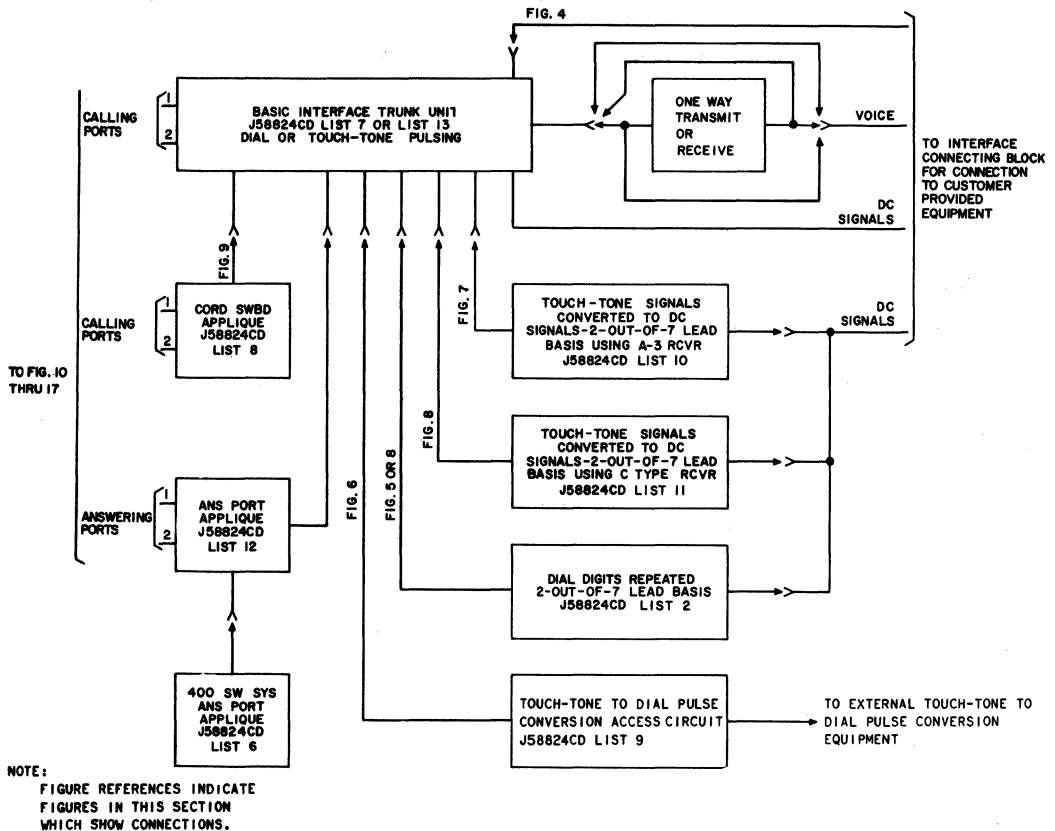 FIG. 4
BASIC INTERFACE TRUNK UNIT
J58824CD LIST 7 OR LIST 13
DIAL OR TOUCH-TONE PULSING
CALLING
PORTS
1
2
ONE WAY
TRANSMIT
OR
RECEIVE
VOICE
TO INTERFACE
CONNECTING BLOCK
FOR CONNECTION
TO CUSTOMER
PROVIDED
EQUIPMENT
DC
SIGNALS
FIG. 9
FIG. 7
CALLING
PORTS
1
2
CORD SWBD
APPLIQUE
J58824CD
LIST 8
TOUCH-TONE SIGNALS
CONVERTED TO DC
SIGNALS-2-OUT-OF-7 LEAD
BASIS USING A-3 RCVR
J58824CD LIST 10
DC
SIGNALS
TO FIG. 10
THRU 17
FIG. 8
FIG. 5 OR 8
FIG. 6
TOUCH-TONE SIGNALS
CONVERTED TO DC
SIGNALS-2-OUT-OF-7 LEAD
BASIS USING C TYPE RCVR
J58824CD LIST 11
ANSWERING
PORTS
1
2
ANS PORT
APPLIQUE
J58824CD
LIST 12
DIAL DIGITS REPEATED
2-OUT-OF-7 LEAD BASIS
J58824CD LIST 2
400 SW SYS
ANS PORT
APPLIQUE
J58824CD
LIST 6
TOUCH-TONE TO DIAL PULSE
CONVERSION ACCESS CIRCUIT
J58824CD LIST 9
TO EXTERNAL TOUCH-TONE TO
DIAL PULSE CONVERSION
EQUIPMENT
NOTE:
FIGURE REFERENCES INDICATE
FIGURES IN THIS SECTION
WHICH SHOW CONNECTIONS.